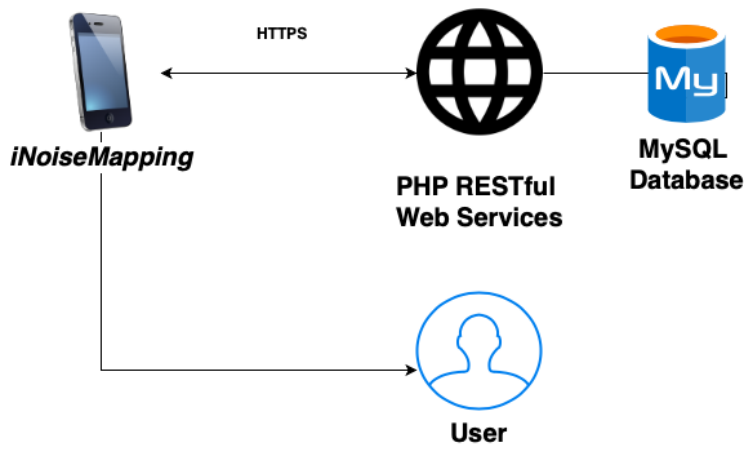 HTTPS
My
iNoiseMapping
MySQL
Database
PHP RESTful
Web Services
User